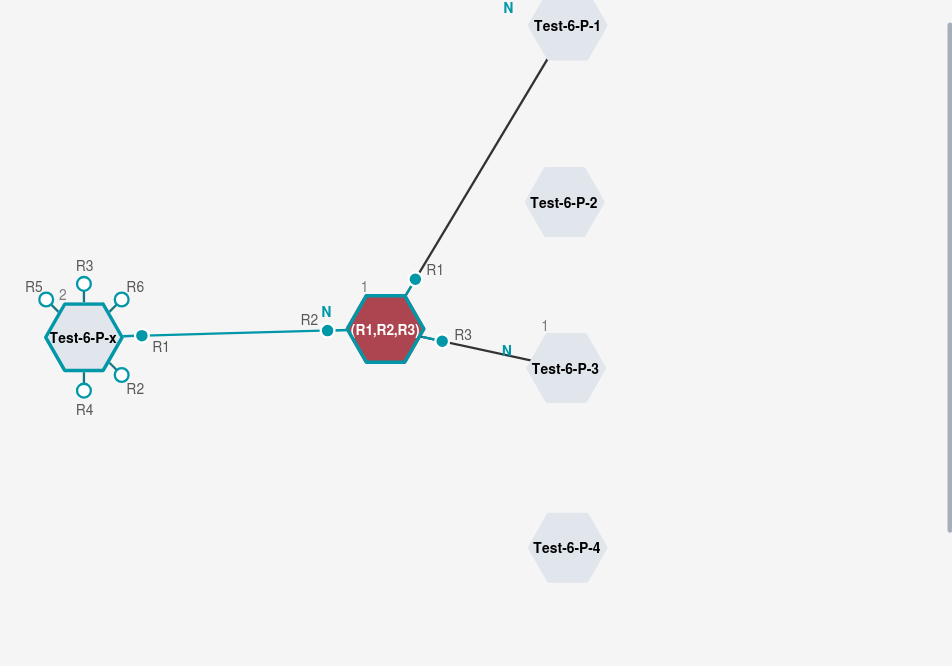 N
Test-6-P-1
Test-6-P-2
R3
R5
2
R6
Test-6-P-x
R1
R2
R4
1
R1
N
R2
(R1,R2,R3)
R3
1
N
Test-6-P-3
Test-6-P-4